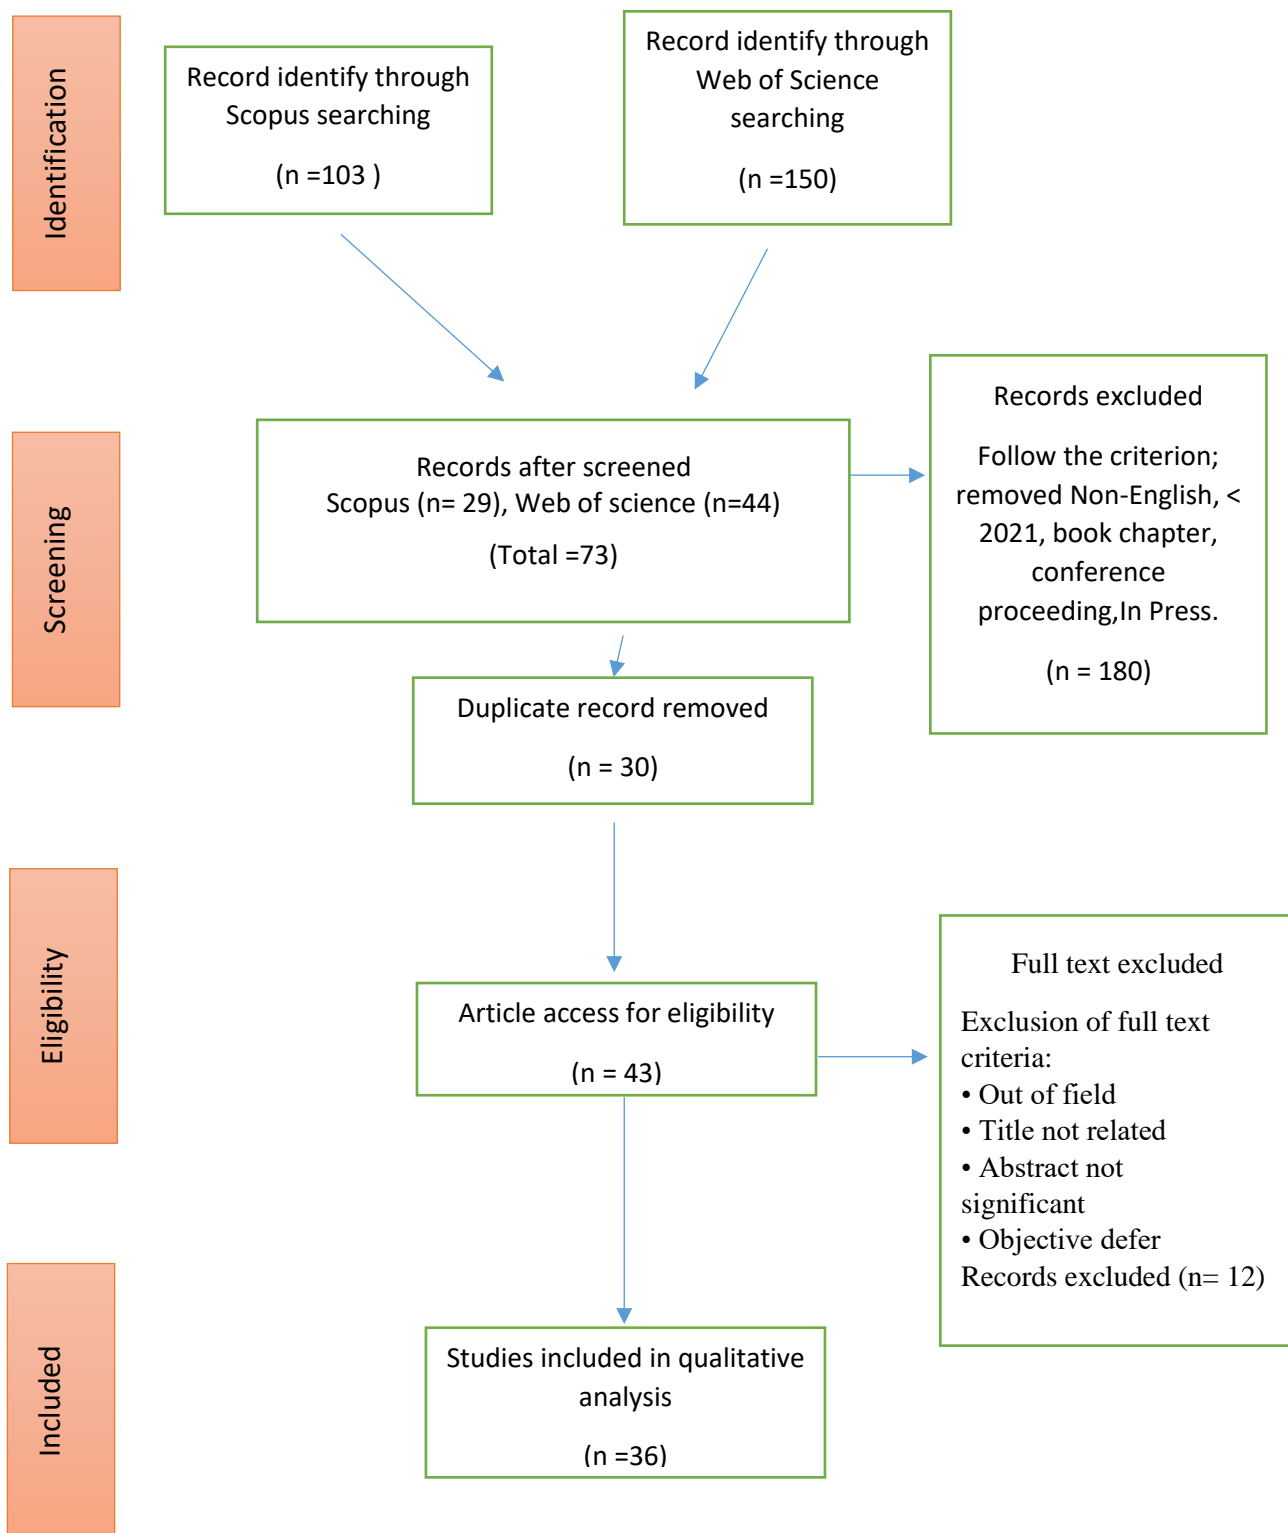 Identification
Record identify through
Scopus searching
(n =103 )
Record identify through
Web of Science
searching
(n =150)
Screening
Records after screened
Scopus (n= 29), Web of science (n=44)
(Total =73)
Records excluded
Follow the criterion;
removed Non-English, <
2021, book chapter,
conference
proceeding,In Press.
(n = 180)
Duplicate record removed
(n = 30)
Eligibility
Article access for eligibility
(n = 43)
Full text excluded
Exclusion of full text
criteria:
• Out of field
• Title not related
• Abstract not
significant
• Objective defer
Records excluded (n= 12)
Included
Studies included in qualitative
analysis
(n =36)